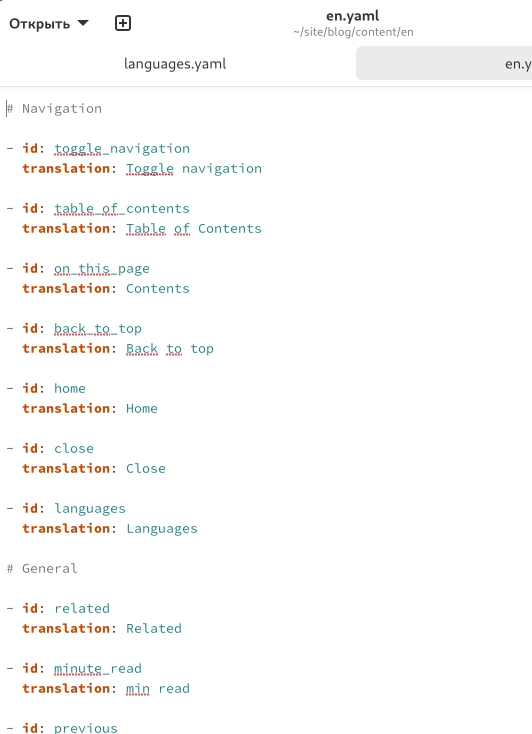 Открыть
en.yaml
~/site/blog/content/en
languages.yaml
en.y
# Navigation
- id: toggle_navigation
translation: Toggle navigation
- id: table_of_contents
translation: Table of Contents
- id: on_this_page
translation: Contents
- id: back_to_top
translation: Back to top
- id: home
translation: Home
- id: close
translation: Close
- id: languages
translation: Languages
# General
- id: related
translation: Related
- id: minute_read
translation: min read
- id: previous